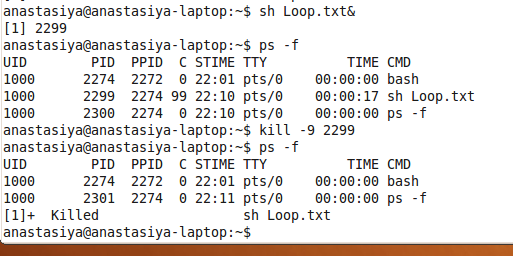 anastasiya@anastasiya-laptop:~$ sh Loop.txt&
[1] 2299
anastasiya@anastasiya-laptop:~$ ps -f
UID        PID  PPID  C STIME TTY          TIME CMD
1000      2274  2272  0 22:01 pts/0    00:00:00 bash
1000      2299  2274 99 22:10 pts/0    00:00:17 sh Loop.txt
1000      2300  2274  0 22:10 pts/0    00:00:00 ps -f
anastasiya@anastasiya-laptop:~$ kill -9 2299
anastasiya@anastasiya-laptop:~$ ps -f
UID        PID  PPID  C STIME TTY          TIME CMD
1000      2274  2272  0 22:01 pts/0    00:00:00 bash
1000      2301  2274  0 22:11 pts/0    00:00:00 ps -f
[1]+  Killed                  sh Loop.txt
anastasiya@anastasiya-laptop:~$